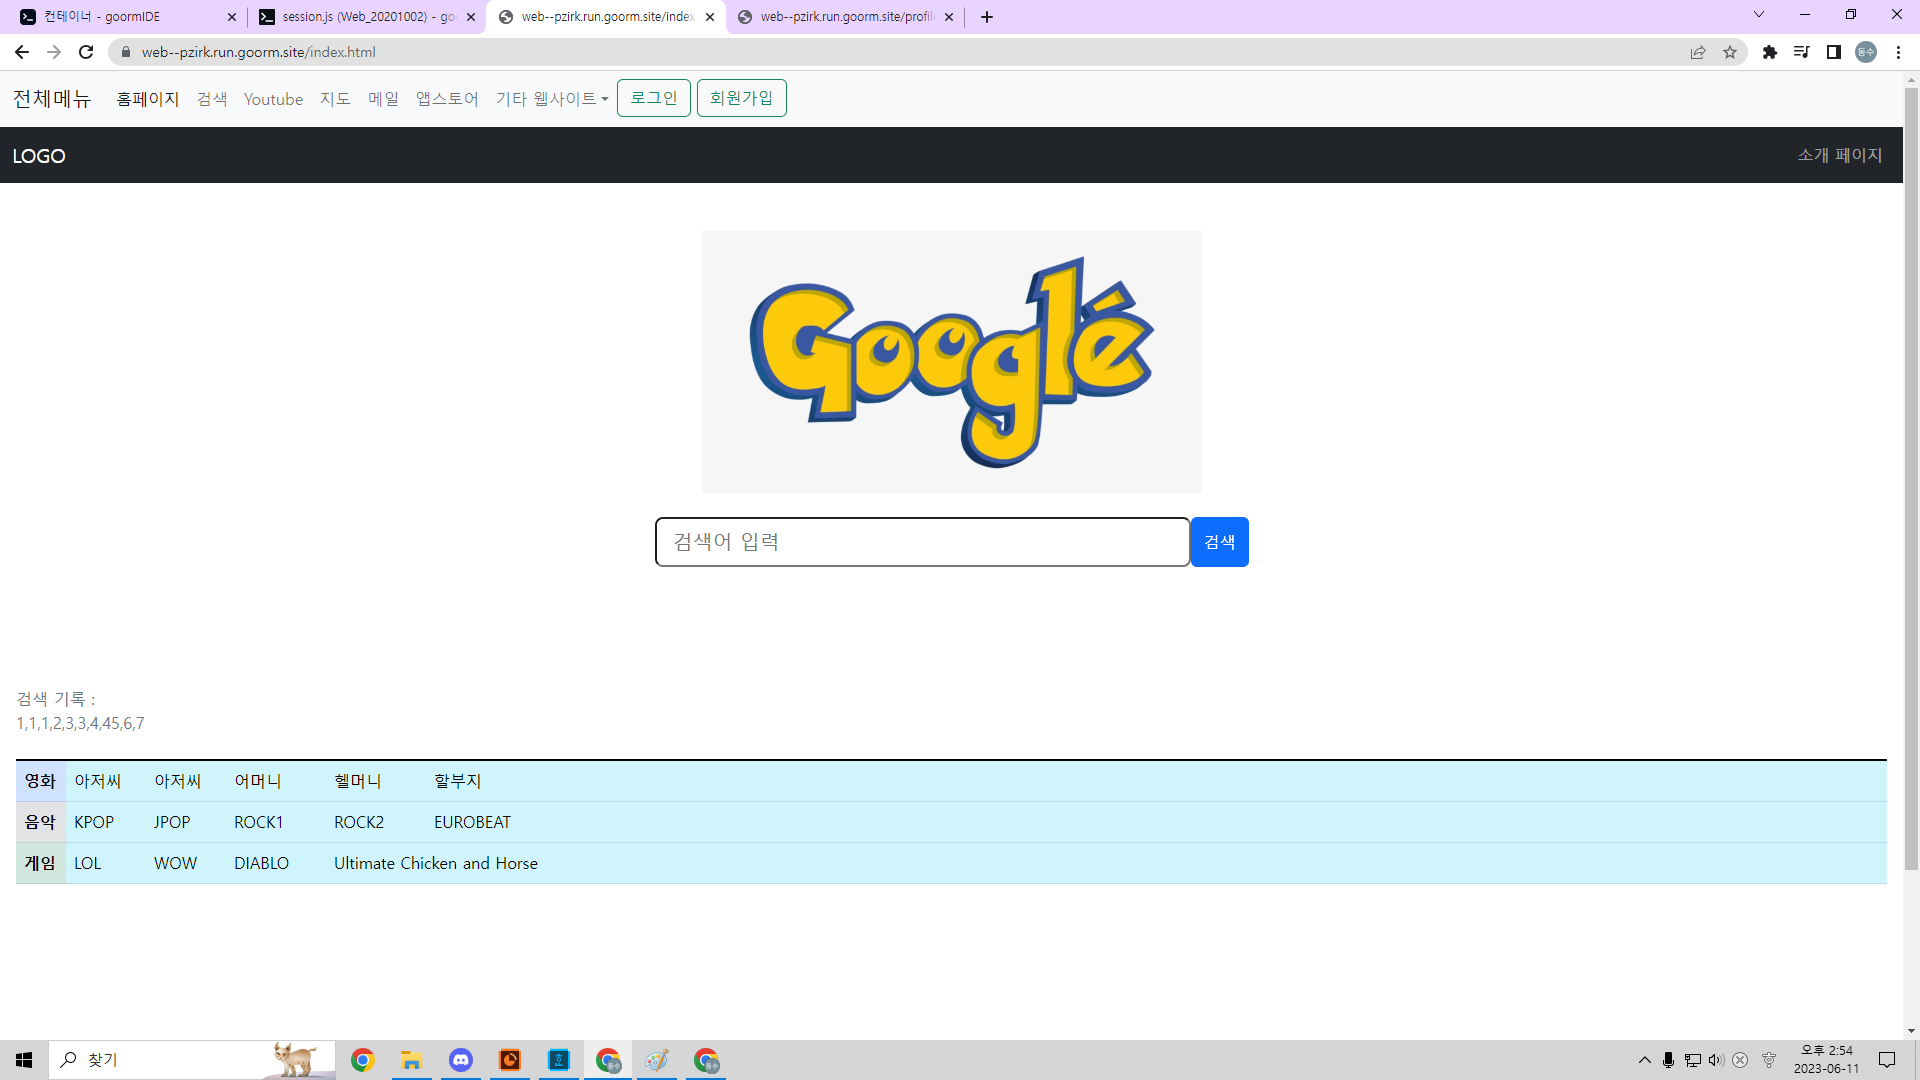 컨테이너 - goormIDE
session.js (Web_20201002) - go
web--pzirk.run.goorm.site/index
web--pzirk.run.goorm.site/profil
web--pzirk.run.goorm.site/index.html
동수
전체메뉴 홈페이지 검색 Youtube 지도 메일 앱스토어 기타 웹사이트 로그인 회원가입
LOGO 소개 페이지
Googlé
검색어 입력 검색
검색 기록 :
1,1,1,2,3,3,4,45,6,7
영화 아저씨 아저씨 어머니 헬머니 할부지
음악 KPOP JPOP ROCK1 ROCK2 EUROBEAT
게임 LOL WOW DIABLO Ultimate Chicken and Horse
찾기
오후 2:54
2023-06-11